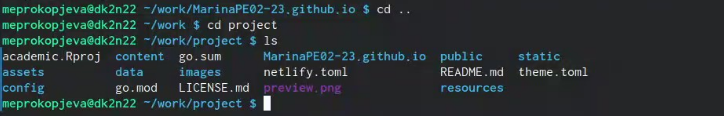 meprokopjeva@dk2n22 ~/work/MarinaPE02-23.github.io $ cd ..
meprokopjeva@dk2n22 ~/work $ cd project
meprokopjeva@dk2n22 ~/work/project $ ls
academic.Rproj  content  go.sum  MarinaPE02-23.github.io  public  static
assets  data  images  netlify.toml  README.md  theme.toml
config  go.mod  LICENSE.md  preview.png  resources
meprokopjeva@dk2n22 ~/work/project $